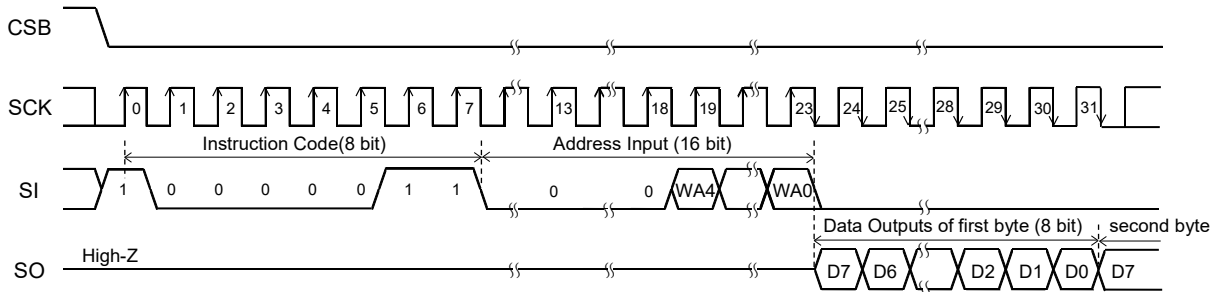 CSB
SCK 0 1 2 3 4 5 6 7 13 18 19 23 24 25 28 29 30 31
Instruction Code(8 bit) Address Input (16 bit)
SI 1 0 0 0 0 0 1 1 0 0 WA4 WA0
Data Outputs of first byte (8 bit) second byte
High-Z
SO D7 D6 D2 D1 D0 D7